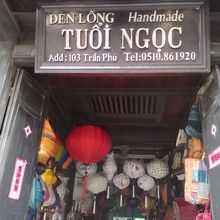 ĐÈN LỒNG Handmade
TUỔI NGỌC
Add : 103 Trần Phú Tel:0510.861920